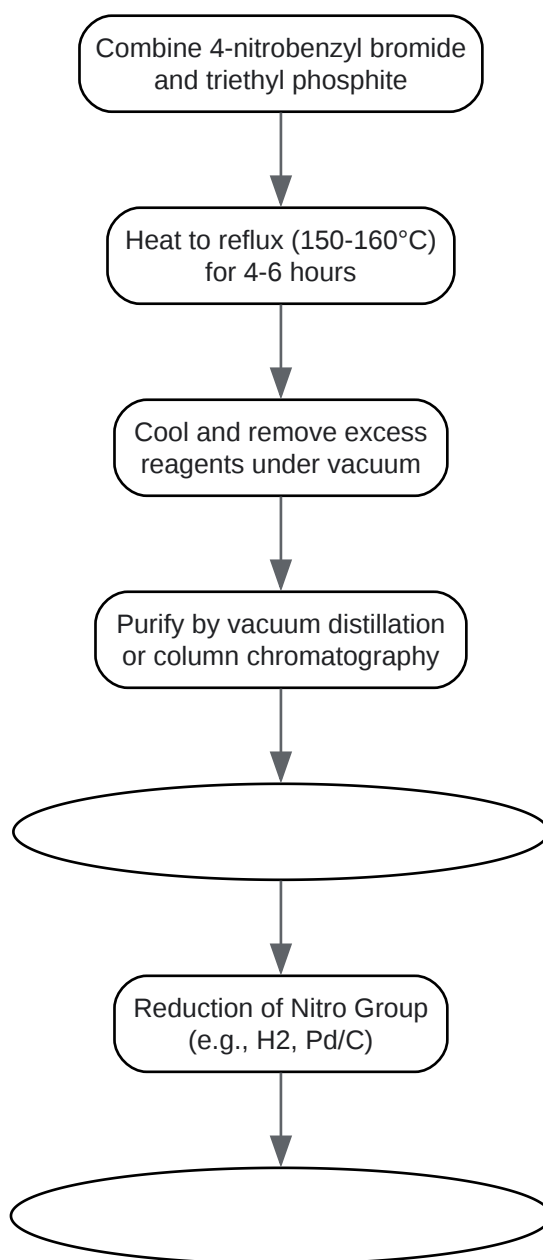 Combine 4-nitrobenzyl bromide
and triethyl phosphite
Heat to reflux (150-160°C)
for 4-6 hours
Cool and remove excess
reagents under vacuum
Purify by vacuum distillation
or column chromatography
Reduction of Nitro Group
(e.g., H2, Pd/C)